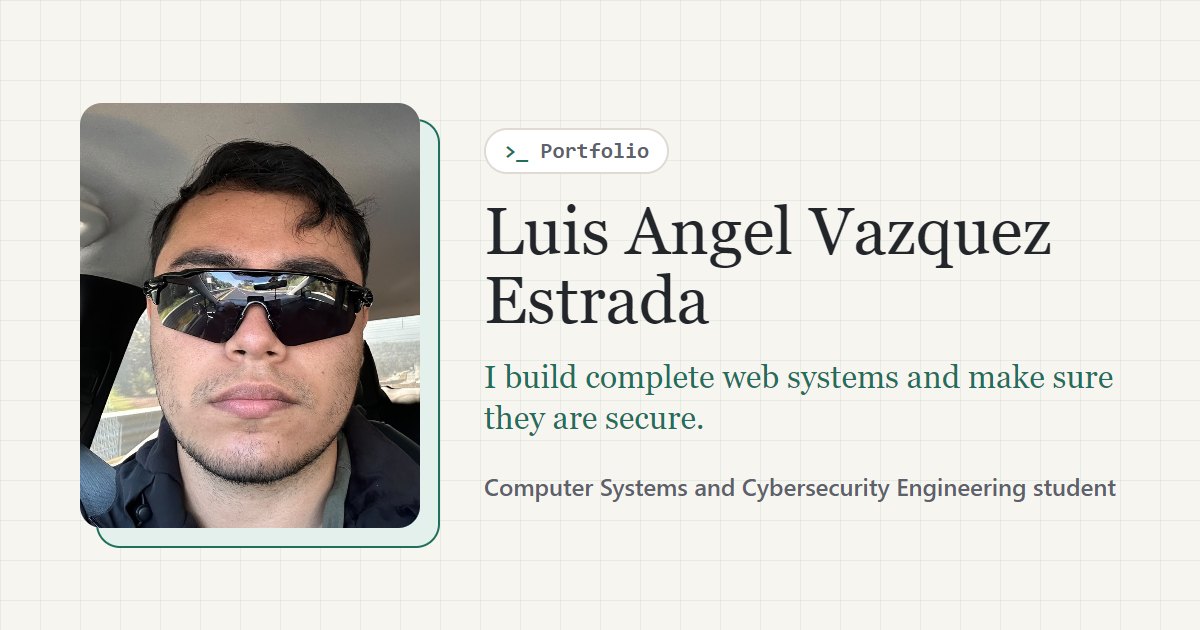 >_ Portfolio
Luis Angel Vazquez
Estrada
I build complete web systems and make sure
they are secure.
Computer Systems and Cybersecurity Engineering student